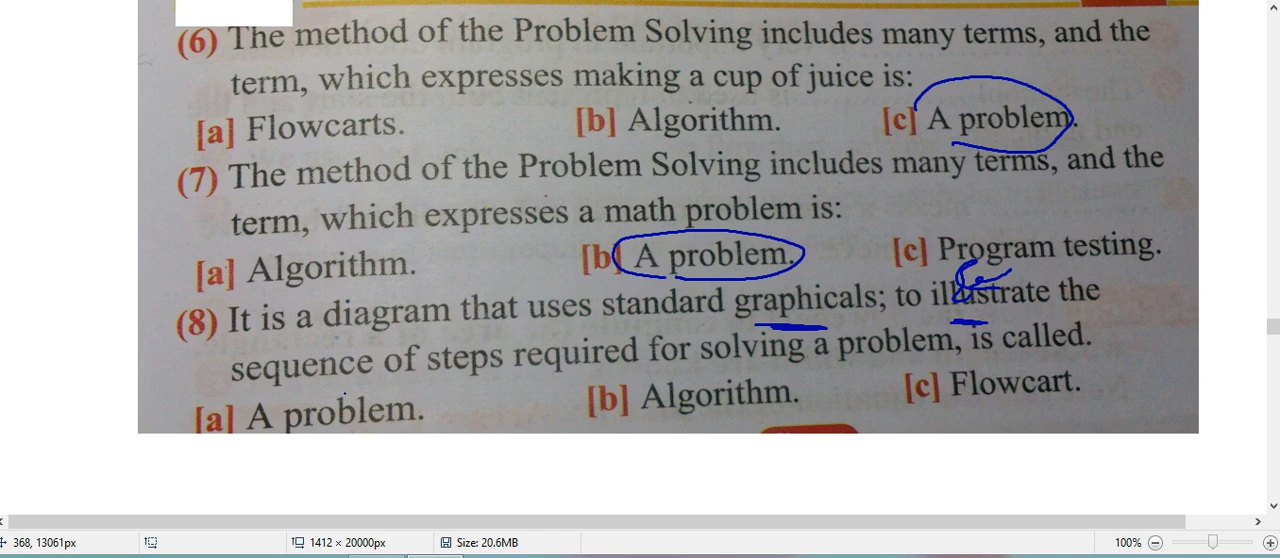 (6) The method of the Problem Solving includes many terms, and the
term, which expresses making a cup of juice is:
[a] Flowcarts. [b] Algorithm. [c] A problem.
(7) The method of the Problem Solving includes many terms, and the
term, which expresses a math problem is:
[a] Algorithm. [b] A problem. [c] Program testing.
(8) It is a diagram that uses standard graphicals; to illustrate the
sequence of steps required for solving a problem, is called.
[a] A problem. [b] Algorithm. [c] Flowcart.
368, 13061px 1412 × 20000px Size: 20.6MB 100%